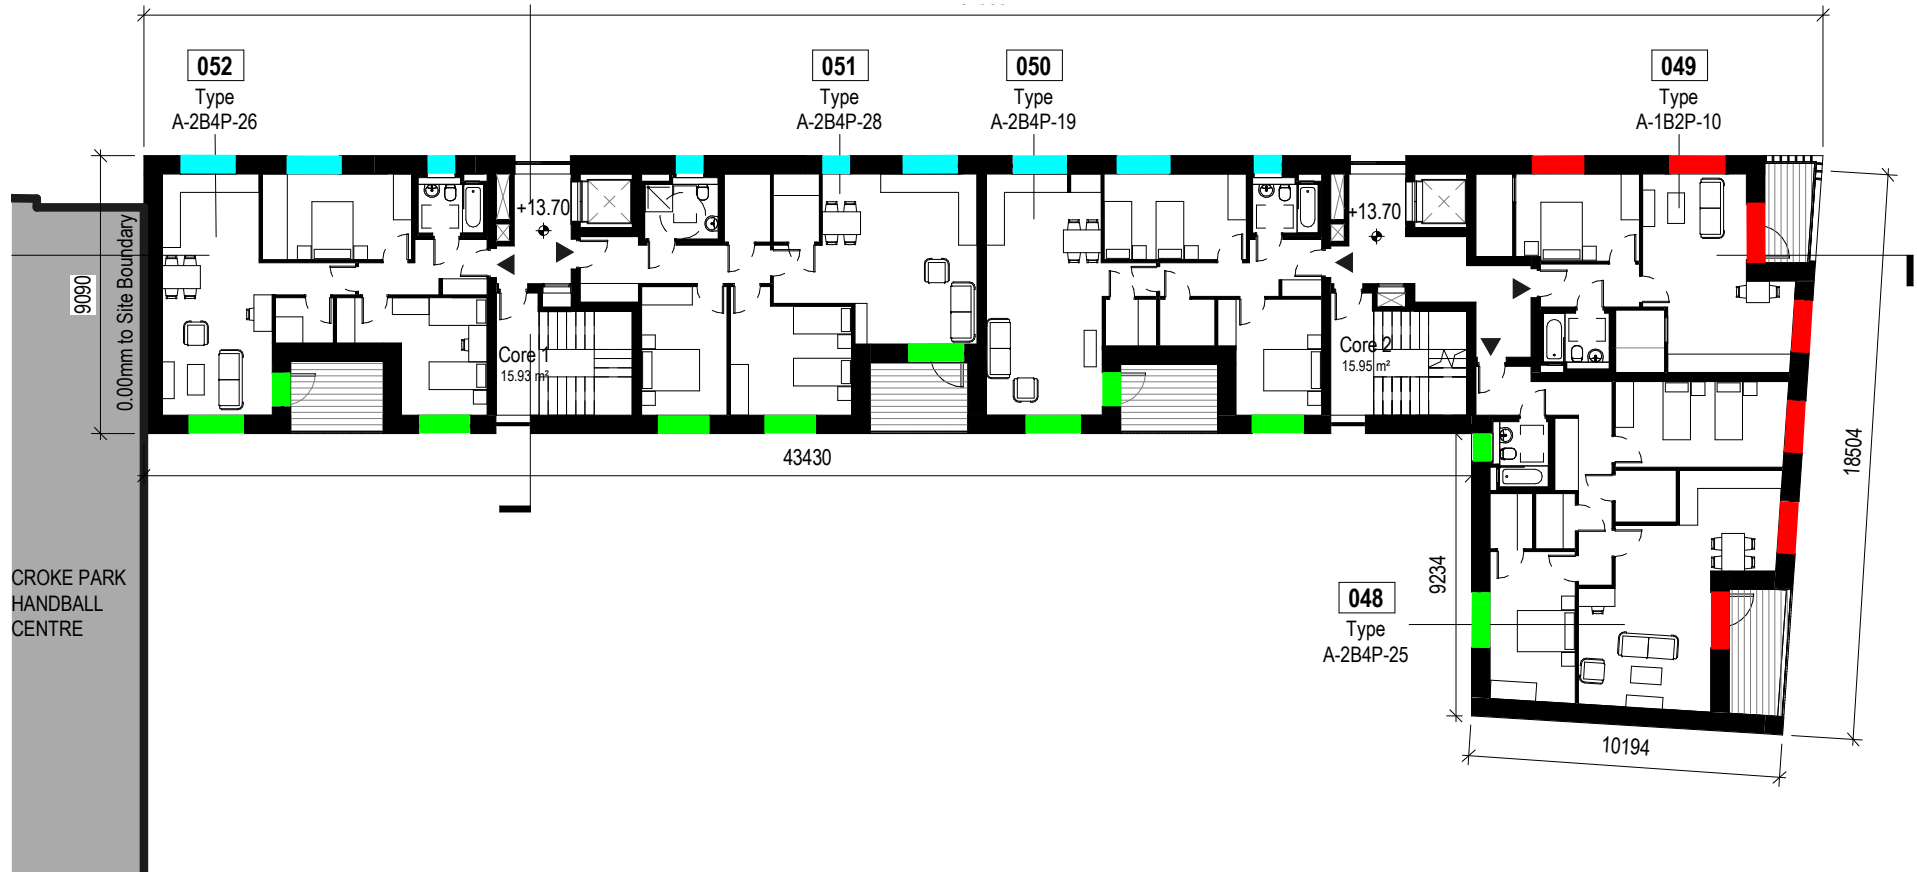 052
Type
A-2B4P-26
051
Type
A-2B4P-28
050
Type
A-2B4P-19
049
Type
A-1B2P-10
+13.70
+13.70
9090
0.00mm to Site Boundary
Core 1
15.93 m²
Core 2
15.95 m²
43430
18504
9234
CROKE PARK
HANDBALL
CENTRE
048
Type
A-2B4P-25
10194